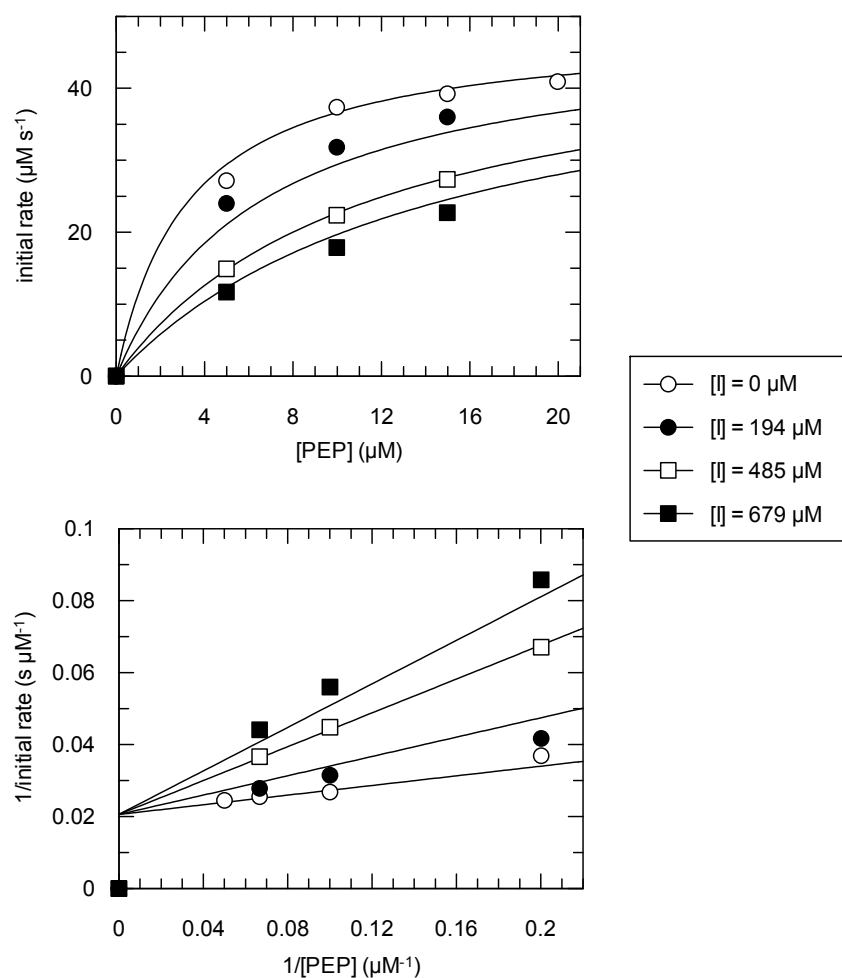 initial rate (µM s⁻¹)
40
20
0
0 4 8 12 16 20
[PEP] (µM)
[I] = 0 µM
[I] = 194 µM
[I] = 485 µM
[I] = 679 µM
1/initial rate (s µM⁻¹)
0.1
0.08
0.06
0.04
0.02
0
0 0.04 0.08 0.12 0.16 0.2
1/[PEP] (µM⁻¹)